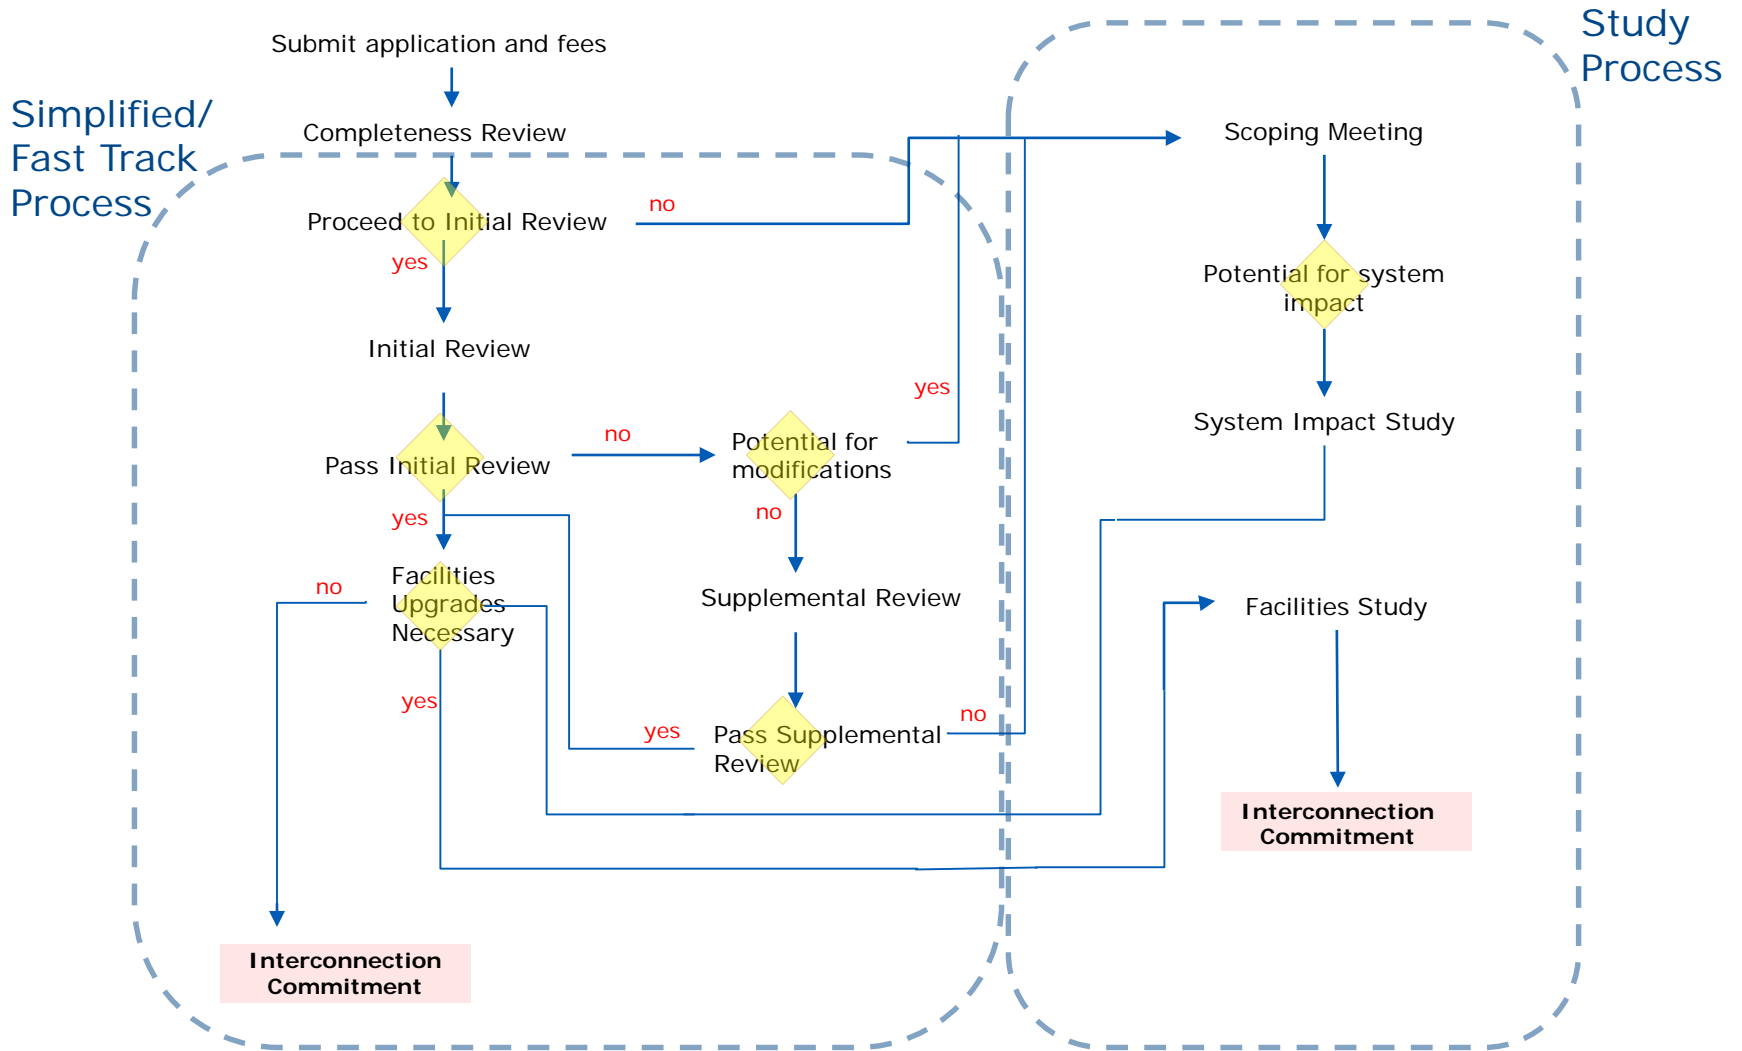 Study
Process
Submit application and fees
Simplified/
Fast Track
Process
Completeness Review
Scoping Meeting
Proceed to Initial Review
no
yes
Potential for system
impact
Initial Review
yes
System Impact Study
Pass Initial Review
no
Potential for
modifications
yes
no
Facilities
Upgrades
Necessary
no
Supplemental Review
Facilities Study
yes
yes
Pass Supplemental
Review
no
Interconnection
Commitment
Interconnection
Commitment